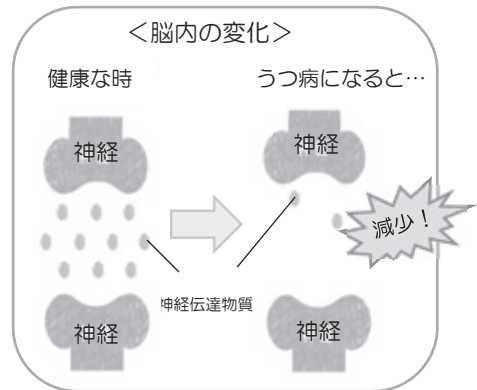 ＜脳内の変化＞
健康な時
うつ病になると…
神経
神経
減少！
神経伝達物質
神経
神経